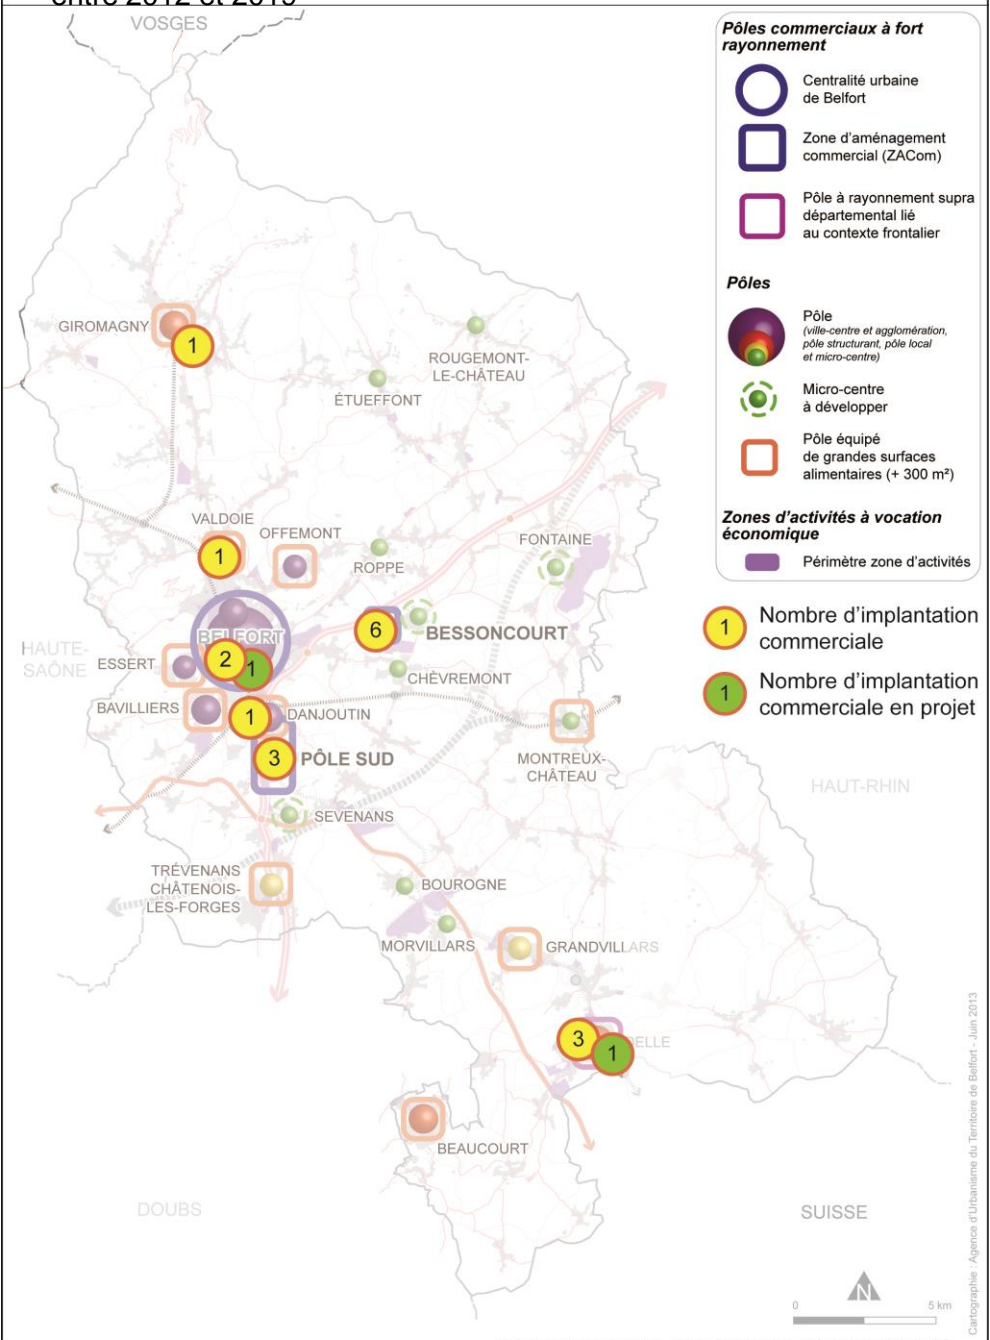 VOSGES
Pôles commerciaux à fort
rayonnement
Centralité urbaine
de Belfort
Zone d'aménagement
commercial (ZACom)
Pôle à rayonnement supra
départemental lié
au contexte frontalier
Pôles
Pôle
(ville-centre et agglomération,
pôle structurant, pôle local
et micro-centre)
Micro-centre
à développer
Pôle équipé
de grandes surfaces
alimentaires (+ 300 m²)
Zones d'activités à vocation
économique
Périmètre zone d'activités
1
Nombre d'implantation
commerciale
1
Nombre d'implantation
commerciale en projet
GIROMAGNY
1
ROUGEMONT-
LE-CHÂTEAU
ÉTUEFFONT
VALDOIE
1
OFFEMONT
ROPPE
FONTAINE
BELFORT
2
1
6
BESSONCOURT
HAUTE-
SAÔNE
ESSERT
CHÈVREMONT
BAVILLIERS
1
DANJOUTIN
3
PÔLE SUD
MONTREUX-
CHÂTEAU
HAUT-RHIN
SEVENANS
TRÉVENANS
CHÂTENOIS-
LES-FORGES
BOUROGNE
MORVILLARS
GRANDVILLARS
3
1
DELLE
BEAUCOURT
DOUBS
SUISSE
N
0
5 km
Cartographie : Agence d'Urbanisme du Territoire de Belfort - Juin 2013